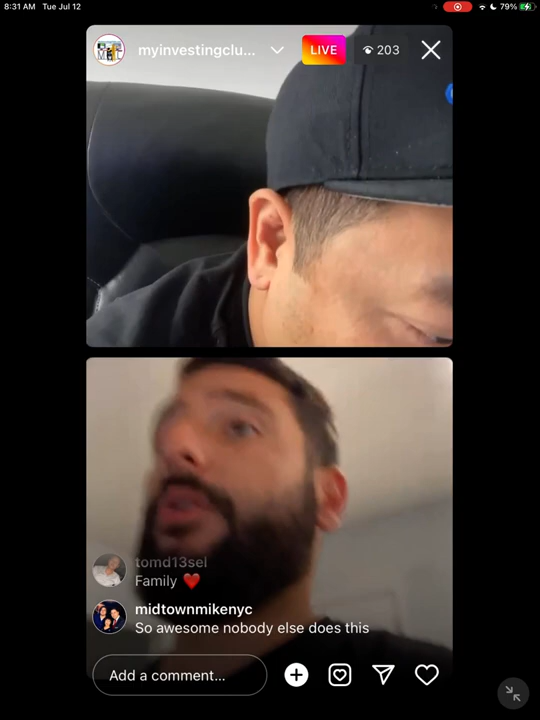 8:31 AM Tue Jul 12
79%
myinvestingclu...
LIVE
203
tomd13sel
Family ❤️
midtownmikenyc
So awesome nobody else does this
Add a comment...